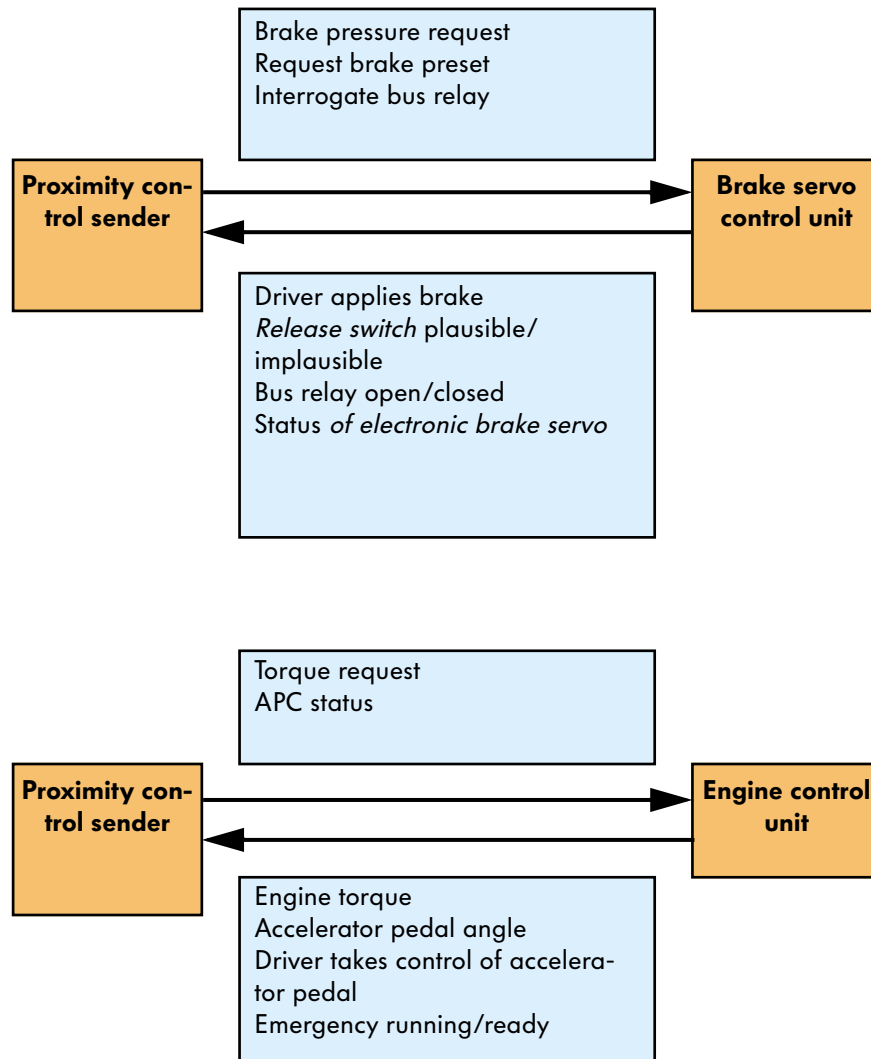 Brake pressure request
Request brake preset
Interrogate bus relay
Proximity con-
trol sender
Brake servo
control unit
Driver applies brake
Release switch plausible/
implausible
Bus relay open/closed
Status of electronic brake servo
Torque request
APC status
Proximity con-
trol sender
Engine control
unit
Engine torque
Accelerator pedal angle
Driver takes control of accelera-
tor pedal
Emergency running/ready